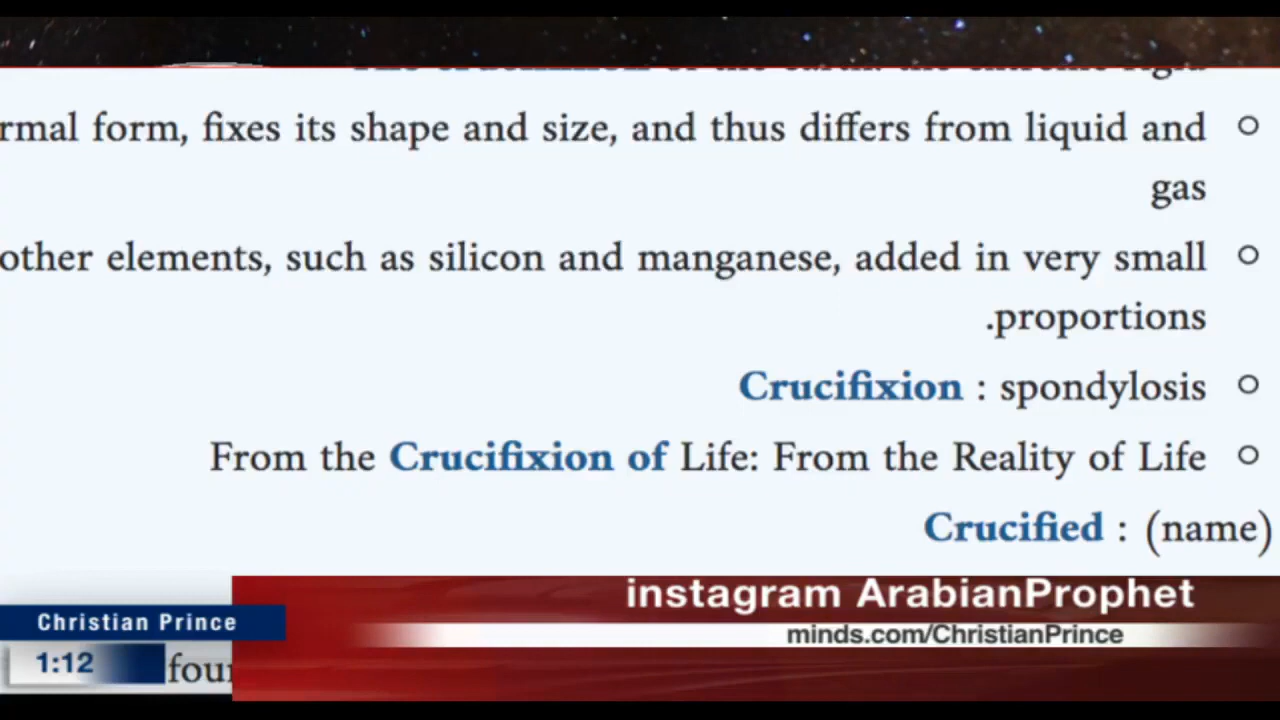 rmal form, fixes its shape and size, and thus differs from liquid and
gas
other elements, such as silicon and manganese, added in very small
.proportions
Crucifixion : spondylosis
From the Crucifixion of Life: From the Reality of Life
Crucified : (name)
instagram ArabianProphet
Christian Prince
minds.com/ChristianPrince
1:12
four